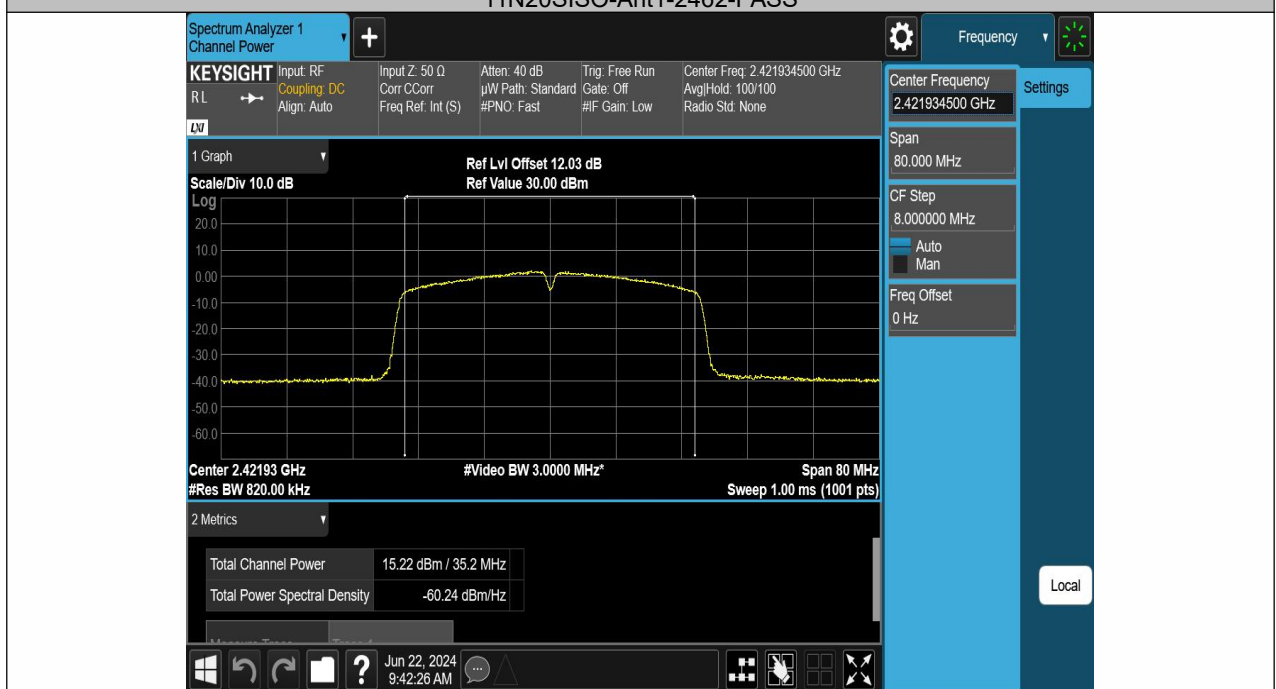 11N20SISO-Ant1-2462-PASS
Spectrum Analyzer 1
Channel Power
+
Frequency
KEYSIGHT
RL
LXI
Input: RF
Coupling: DC
Align: Auto
Input Z: 50 Ω
Corr CCorr
Freq Ref: Int (S)
Atten: 40 dB
µW Path: Standard
#PNO: Fast
Trig: Free Run
Gate: Off
#IF Gain: Low
Center Freq: 2.421934500 GHz
Avg|Hold: 100/100
Radio Std: None
Center Frequency
2.421934500 GHz
Settings
Span
80.000 MHz
CF Step
8.000000 MHz
Auto
Man
Freq Offset
0 Hz
Local
1 Graph
Scale/Div 10.0 dB
Ref Lvl Offset 12.03 dB
Ref Value 30.00 dBm
Log
20.0
10.0
0.00
-10.0
-20.0
-30.0
-40.0
-50.0
-60.0
Center 2.42193 GHz
#Res BW 820.00 kHz
#Video BW 3.0000 MHz*
Span 80 MHz
Sweep 1.00 ms (1001 pts)
2 Metrics
Total Channel Power 15.22 dBm / 35.2 MHz
Total Power Spectral Density -60.24 dBm/Hz
?
Jun 22, 2024
9:42:26 AM